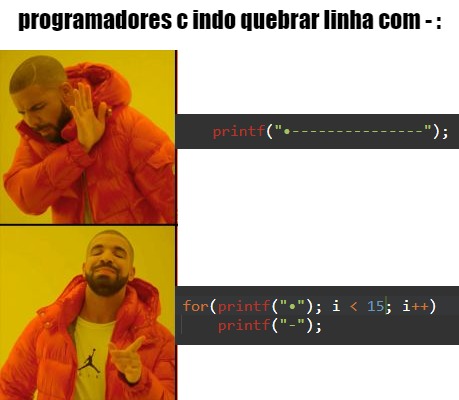 programadores c indo quebrar linha com - :
printf("•---------------");
for(printf("•"); i < 15; i++)
printf("-");